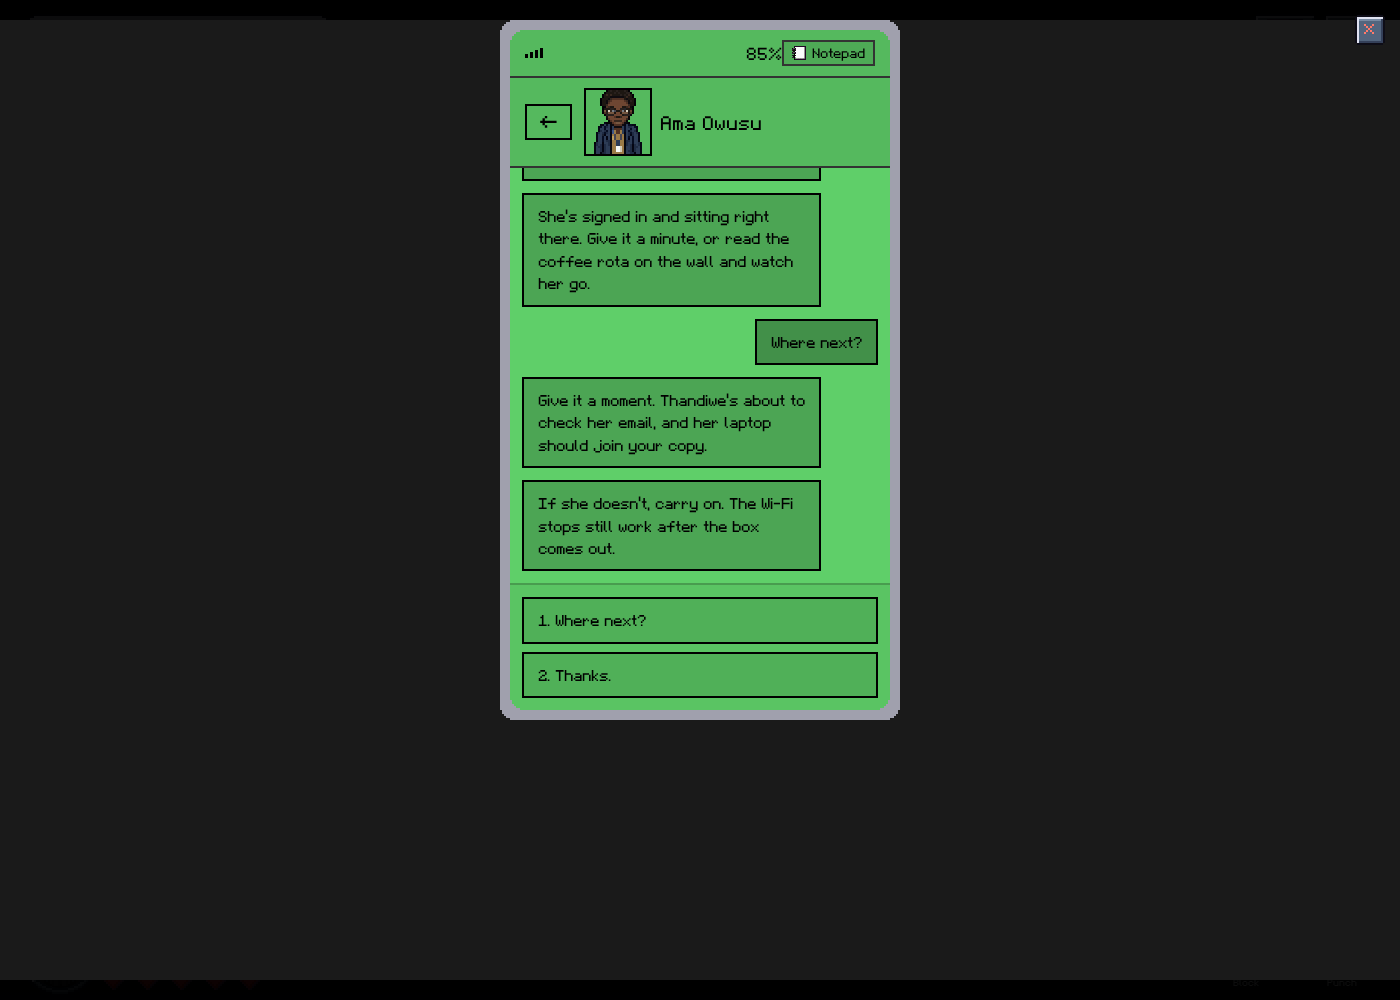 85%
Notepad
Ama Owusu
She's signed in and sitting right
there. Give it a minute, or read the
coffee rota on the wall and watch
her go.
Where next?
Give it a moment. Thandiwe's about to
check her email, and her laptop
should join your copy.
If she doesn't, carry on. The Wi-Fi
stops still work after the box
comes out.
1. Where next?
2. Thanks.